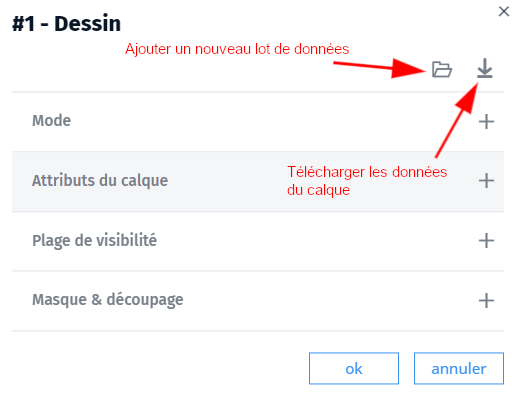 #1 - Dessin
Ajouter un nouveau lot de données
Mode
Attributs du calque
Télécharger les données
du calque
Plage de visibilité
Masque & découpage
ok
annuler